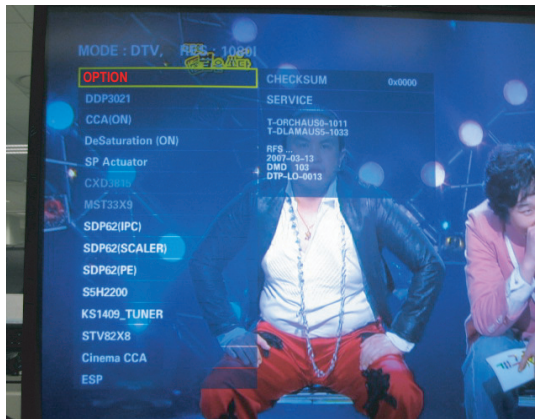 MODE : DTV, RES : 1080I
OPTION
DDP3021
CCA(ON)
DeSaturation (ON)
SP Actuator
CXD3815
MST33X9
SDP62(IPC)
SDP62(SCALER)
SDP62(PE)
S5H2200
KS1409_TUNER
STV82X8
Cinema CCA
ESP
CHECKSUM 0x0000
SERVICE
T-ORCHAUS0-1011
T-DLAMAUS5-1033
RFS ...
2007-03-13
DMD 103
DTP-LO-0013